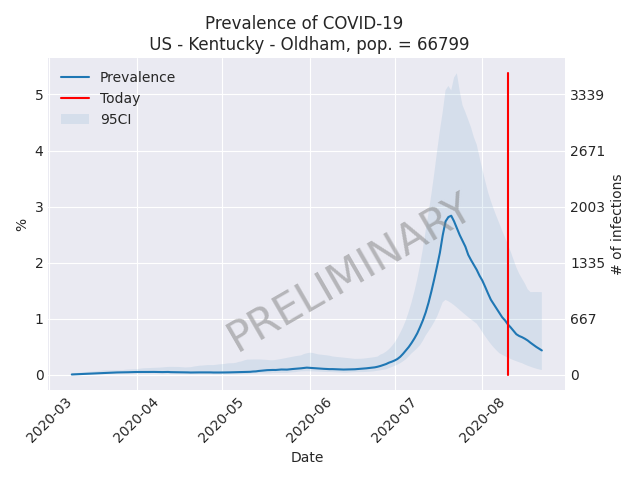 Prevalence of COVID-19
US - Kentucky - Oldham, pop. = 66799
Prevalence
Today
95CI
%
5
4
3
2
1
0
3339
2671
2003
1335
667
0
# of infections
PRELIMINARY
2020-03
2020-04
2020-05
2020-06
2020-07
2020-08
Date